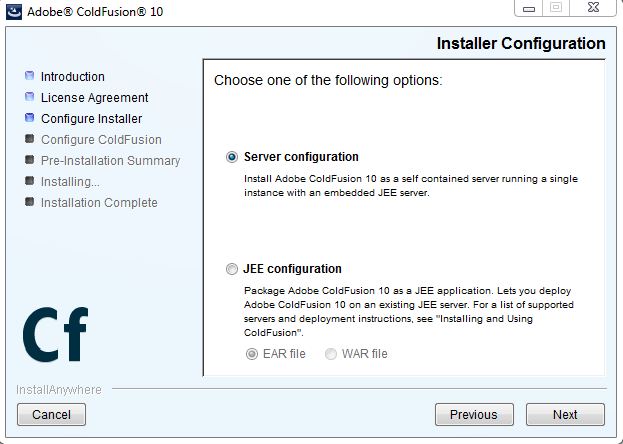 Adobe® ColdFusion® 10
Installer Configuration
Introduction
License Agreement
Configure Installer
Configure ColdFusion
Pre-Installation Summary
Installing...
Installation Complete
Choose one of the following options:
Server configuration
Install Adobe ColdFusion 10 as a self contained server running a single
instance with an embedded JEE server.
JEE configuration
Package Adobe ColdFusion 10 as a JEE application. Lets you deploy
Adobe ColdFusion 10 on an existing JEE server. For a list of supported
servers and deployment instructions, see "Installing and Using
ColdFusion".
EAR file WAR file
Cf
InstallAnywhere
Cancel Previous Next